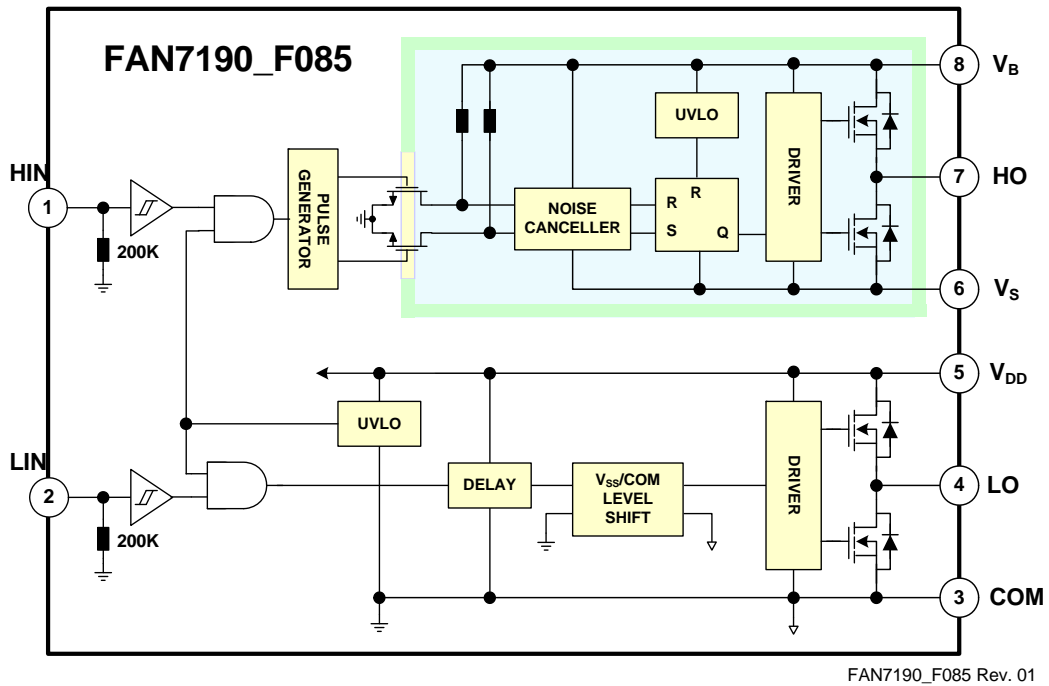 FAN7190_F085
8 VB
UVLO
DRIVER
HIN
1
PULSE
GENERATOR
7 HO
R
R
NOISE
CANCELLER
S
Q
200K
6 VS
5 VDD
UVLO
LIN
2
DELAY
VSS/COM
LEVEL
SHIFT
DRIVER
4 LO
200K
3 COM
FAN7190_F085 Rev. 01